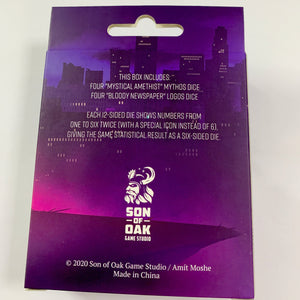 THIS BOX INCLUDES:
FOUR "MYSTICAL AMETHIST" MYTHOS DICE
FOUR "BLOODY NEWSPAPER" LOGOS DICE
EACH 12-SIDED DIE SHOWS NUMBERS FROM
ONE TO SIX TWICE (WITH A SPECIAL ICON INSTEAD OF 6),
GIVING THE SAME STATISTICAL RESULT AS A SIX-SIDED DIE.
SON
OF
OAK
GAME STUDIO
© 2020 Son of Oak Game Studio / Amít Moshe
Made in China